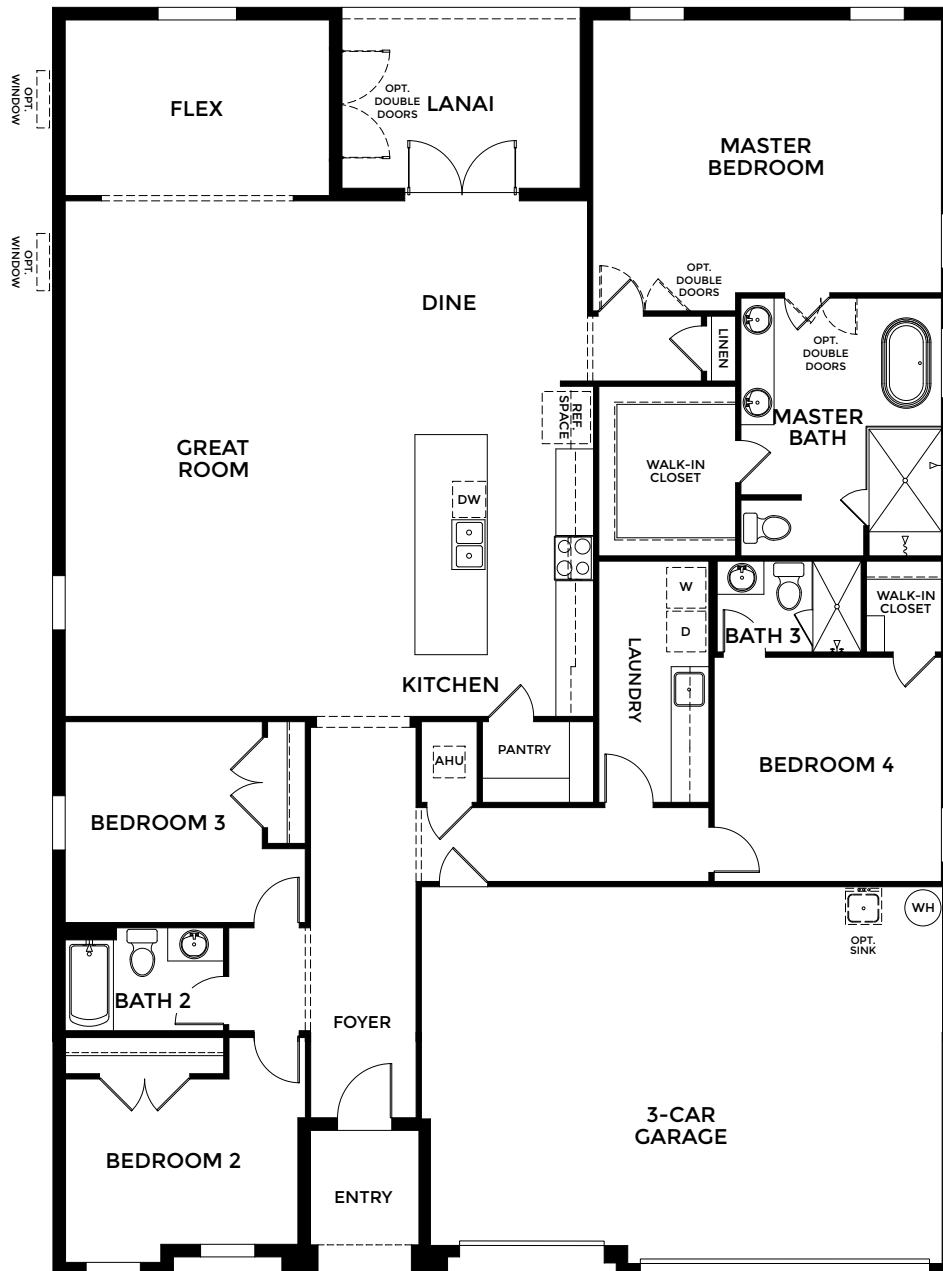 FLEX
OPT.
DOUBLE
DOORS
LANAI
MASTER
BEDROOM
OPT.
WINDOW
OPT.
WINDOW
DINE
OPT.
DOUBLE
DOORS
LINEN
OPT.
DOUBLE
DOORS
REF.
SPACE
MASTER
BATH
GREAT
ROOM
WALK-IN
CLOSET
DW
W
D
BATH 3
WALK-IN
CLOSET
LAUNDRY
KITCHEN
PANTRY
AHU
BEDROOM 4
BEDROOM 3
WH
OPT.
SINK
BATH 2
FOYER
3-CAR
GARAGE
BEDROOM 2
ENTRY